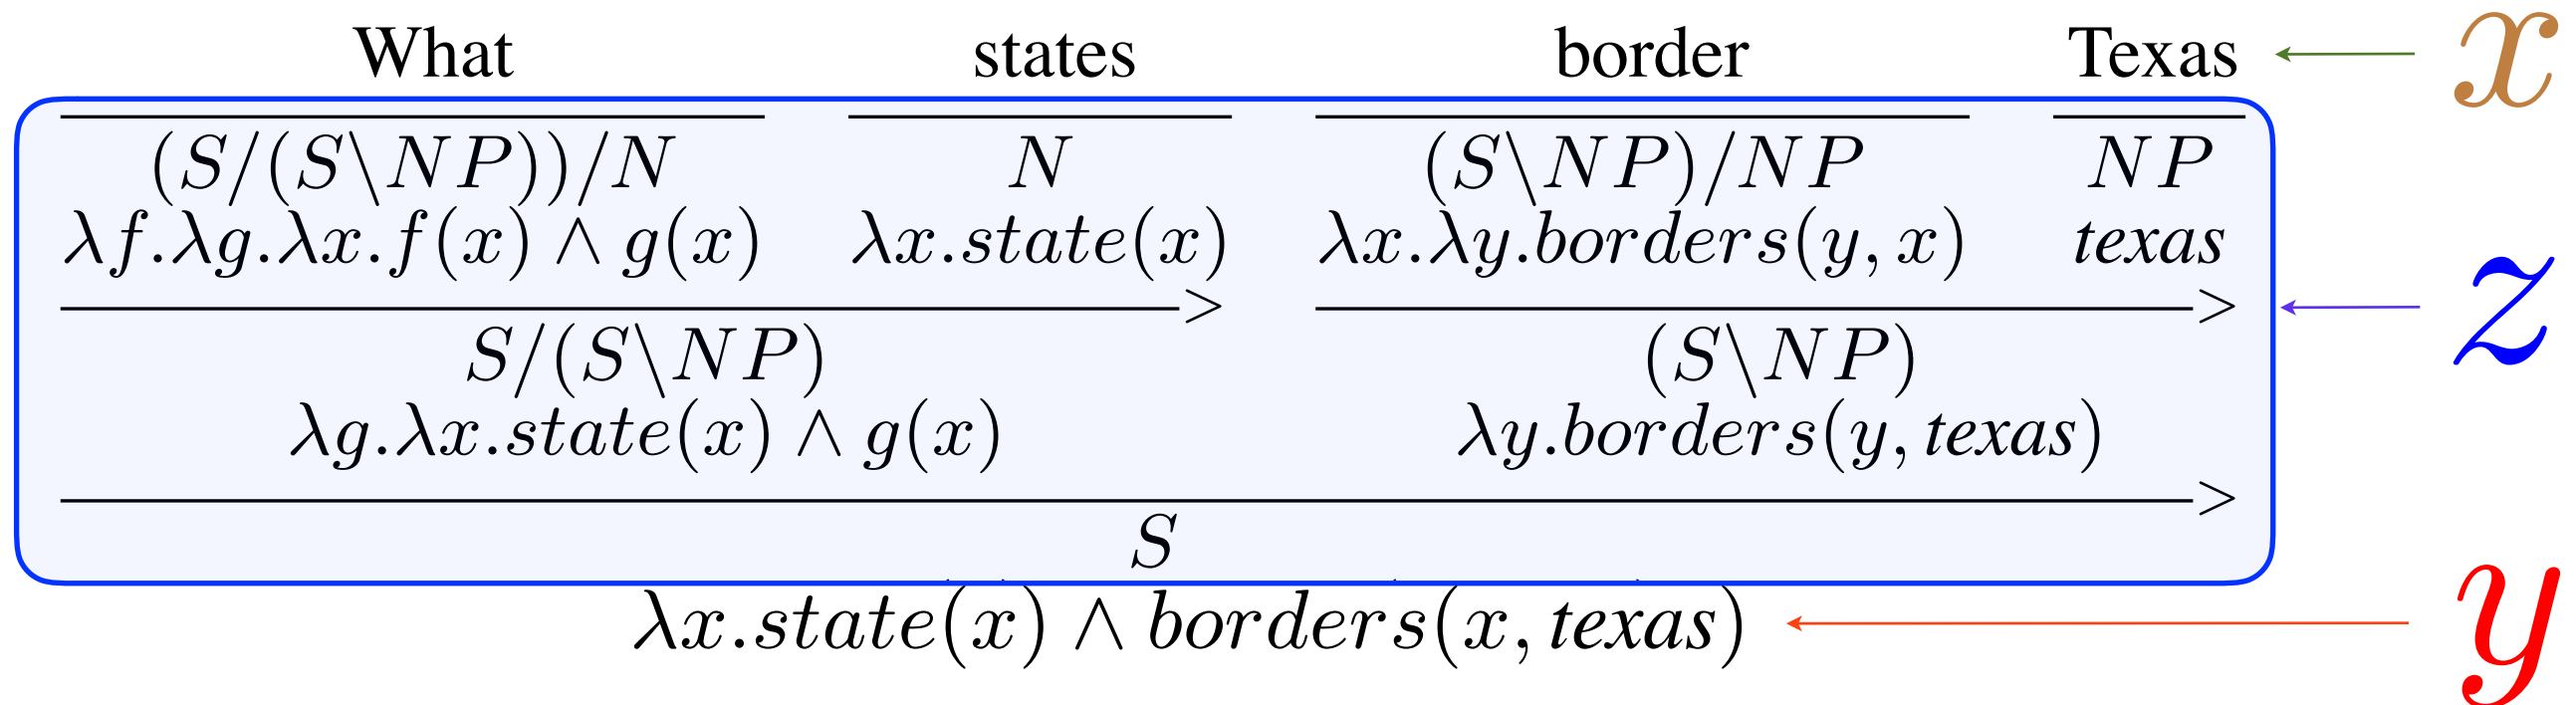 What states border Texas x
(S/(S\NP))/N N (S\NP)/NP NP
λf.λg.λx.f(x) ∧ g(x) λx.state(x) λx.λy.borders(y, x) texas z
> >
S/(S\NP) (S\NP)
λg.λx.state(x) ∧ g(x) λy.borders(y, texas)
>
S
λx.state(x) ∧ borders(x, texas) y